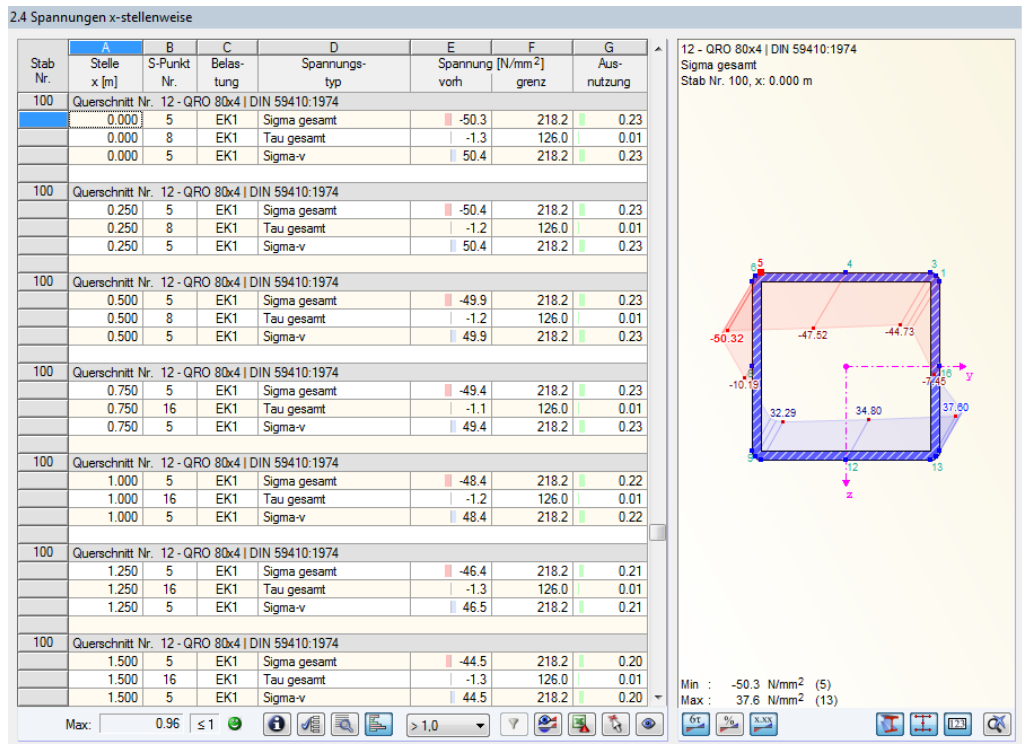 2.4 Spannungen x-stellenweise
A B C D E F G
Stab Stelle S-Punkt Belas- Spannungs- Spannung [N/mm²] Aus-
Nr. x [m] Nr. tung typ vorh grenz nutzung
100 Querschnitt Nr. 12 - QRO 80x4 | DIN 59410:1974
0.000 5 EK1 Sigma gesamt -50.3 218.2 0.23
0.000 8 EK1 Tau gesamt -1.3 126.0 0.01
0.000 5 EK1 Sigma-v 50.4 218.2 0.23
100 Querschnitt Nr. 12 - QRO 80x4 | DIN 59410:1974
0.250 5 EK1 Sigma gesamt -50.4 218.2 0.23
0.250 8 EK1 Tau gesamt -1.2 126.0 0.01
0.250 5 EK1 Sigma-v 50.4 218.2 0.23
100 Querschnitt Nr. 12 - QRO 80x4 | DIN 59410:1974
0.500 5 EK1 Sigma gesamt -49.9 218.2 0.23
0.500 8 EK1 Tau gesamt -1.2 126.0 0.01
0.500 5 EK1 Sigma-v 49.9 218.2 0.23
100 Querschnitt Nr. 12 - QRO 80x4 | DIN 59410:1974
0.750 5 EK1 Sigma gesamt -49.4 218.2 0.23
0.750 16 EK1 Tau gesamt -1.1 126.0 0.01
0.750 5 EK1 Sigma-v 49.4 218.2 0.23
100 Querschnitt Nr. 12 - QRO 80x4 | DIN 59410:1974
1.000 5 EK1 Sigma gesamt -48.4 218.2 0.22
1.000 16 EK1 Tau gesamt -1.2 126.0 0.01
1.000 5 EK1 Sigma-v 48.4 218.2 0.22
100 Querschnitt Nr. 12 - QRO 80x4 | DIN 59410:1974
1.250 5 EK1 Sigma gesamt -46.4 218.2 0.21
1.250 16 EK1 Tau gesamt -1.3 126.0 0.01
1.250 5 EK1 Sigma-v 46.5 218.2 0.21
100 Querschnitt Nr. 12 - QRO 80x4 | DIN 59410:1974
1.500 5 EK1 Sigma gesamt -44.5 218.2 0.20
1.500 16 EK1 Tau gesamt -1.3 126.0 0.01
1.500 5 EK1 Sigma-v 44.5 218.2 0.20
Max: 0.96 ≤ 1
> 1,0
12 - QRO 80x4 | DIN 59410:1974
Sigma gesamt
Stab Nr. 100, x: 0.000 m
6 5 4 3 1
-50.32 -47.52 -44.73
-10.19 -7.45 16 y
32.29 34.80 37.60
12 13
z
Min : -50.3 N/mm² (5)
Max : 37.6 N/mm² (13)
6τ % x.xx
123